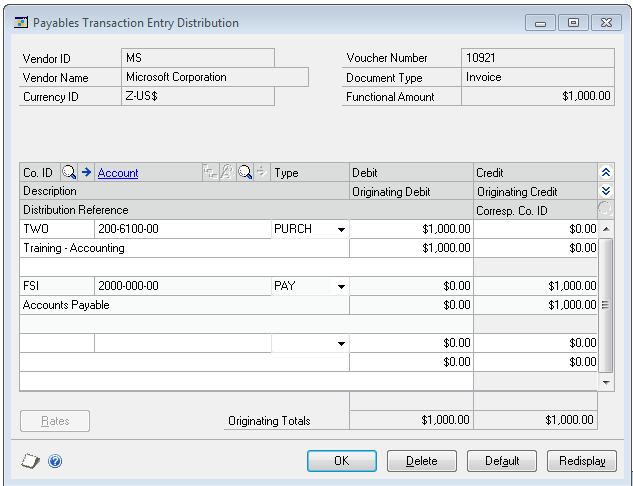 Payables Transaction Entry Distribution
Vendor ID MS Voucher Number 10921
Vendor Name Microsoft Corporation Document Type Invoice
Currency ID Z-US$ Functional Amount $1,000.00
Co. ID Account Type Debit Credit
Description Originating Debit Originating Credit
Distribution Reference Corresp. Co. ID
TWO 200-6100-00 PURCH $1,000.00 $0.00
Training - Accounting $1,000.00 $0.00
FSI 2000-000-00 PAY $0.00 $1,000.00
Accounts Payable $0.00 $1,000.00
$0.00 $0.00
$0.00 $0.00
Rates Originating Totals $1,000.00 $1,000.00
OK Delete Default Redisplay